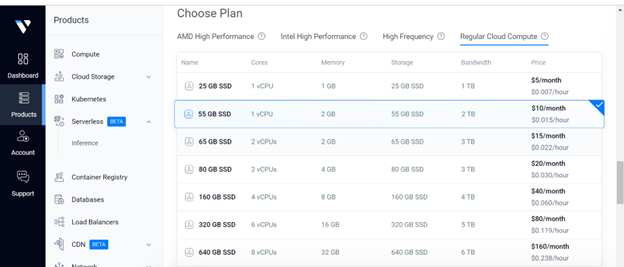 Products
Compute
Cloud Storage
Kubernetes
Serverless BETA
Inference
Container Registry
Databases
Load Balancers
CDN BETA
Network
Dashboard
Products
Account
Support
Choose Plan
AMD High Performance ? Intel High Performance ? High Frequency ? Regular Cloud Compute ?
Name Cores Memory Storage Bandwidth Price
25 GB SSD 1 vCPU 1 GB 25 GB SSD 1 TB $5/month
$0.007/hour
55 GB SSD 1 vCPU 2 GB 55 GB SSD 2 TB $10/month
$0.015/hour
65 GB SSD 2 vCPUs 2 GB 65 GB SSD 3 TB $15/month
$0.022/hour
80 GB SSD 2 vCPUs 4 GB 80 GB SSD 3 TB $20/month
$0.030/hour
160 GB SSD 4 vCPUs 8 GB 160 GB SSD 4 TB $40/month
$0.060/hour
320 GB SSD 6 vCPUs 16 GB 320 GB SSD 5 TB $80/month
$0.119/hour
640 GB SSD 8 vCPUs 32 GB 640 GB SSD 6 TB $160/month
$0.238/hour